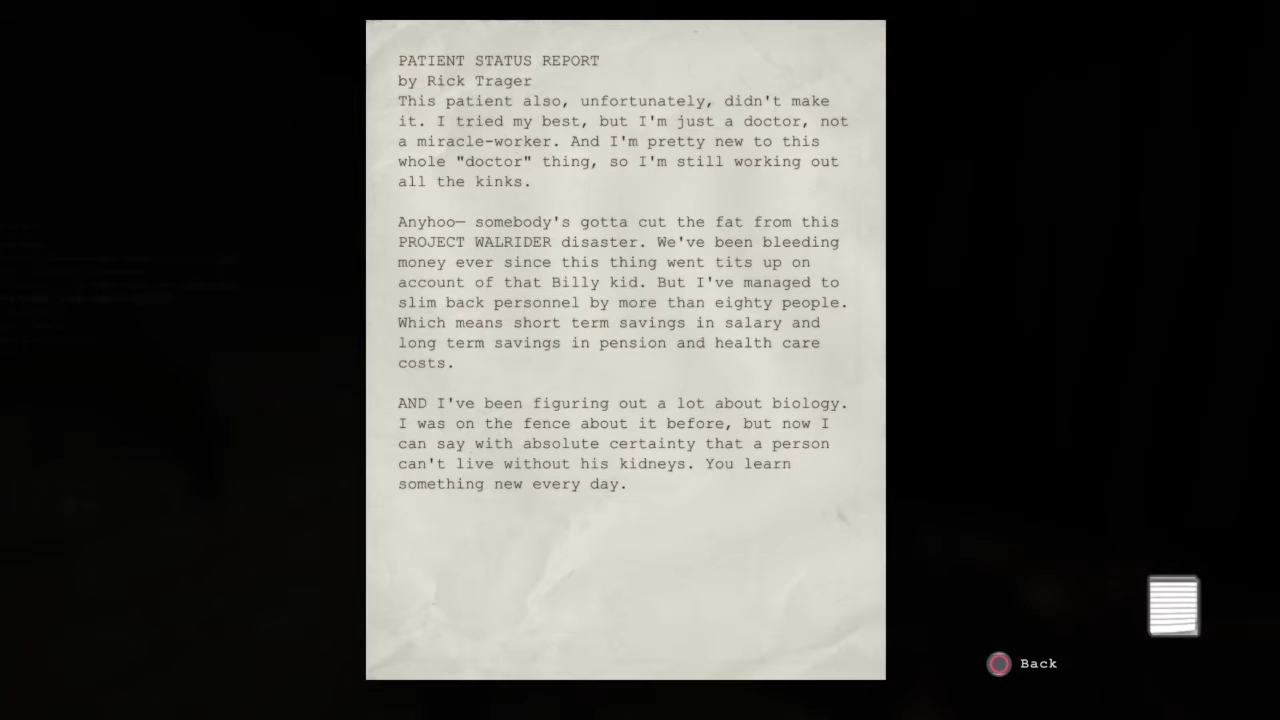 PATIENT STATUS REPORT
by Rick Trager
This patient also, unfortunately, didn't make
it. I tried my best, but I'm just a doctor, not
a miracle-worker. And I'm pretty new to this
whole "doctor" thing, so I'm still working out
all the kinks.
Anyhoo— somebody's gotta cut the fat from this
PROJECT WALRIDER disaster. We've been bleeding
money ever since this thing went tits up on
account of that Billy kid. But I've managed to
slim back personnel by more than eighty people.
Which means short term savings in salary and
long term savings in pension and health care
costs.
AND I've been figuring out a lot about biology.
I was on the fence about it before, but now I
can say with absolute certainty that a person
can't live without his kidneys. You learn
something new every day.
Back